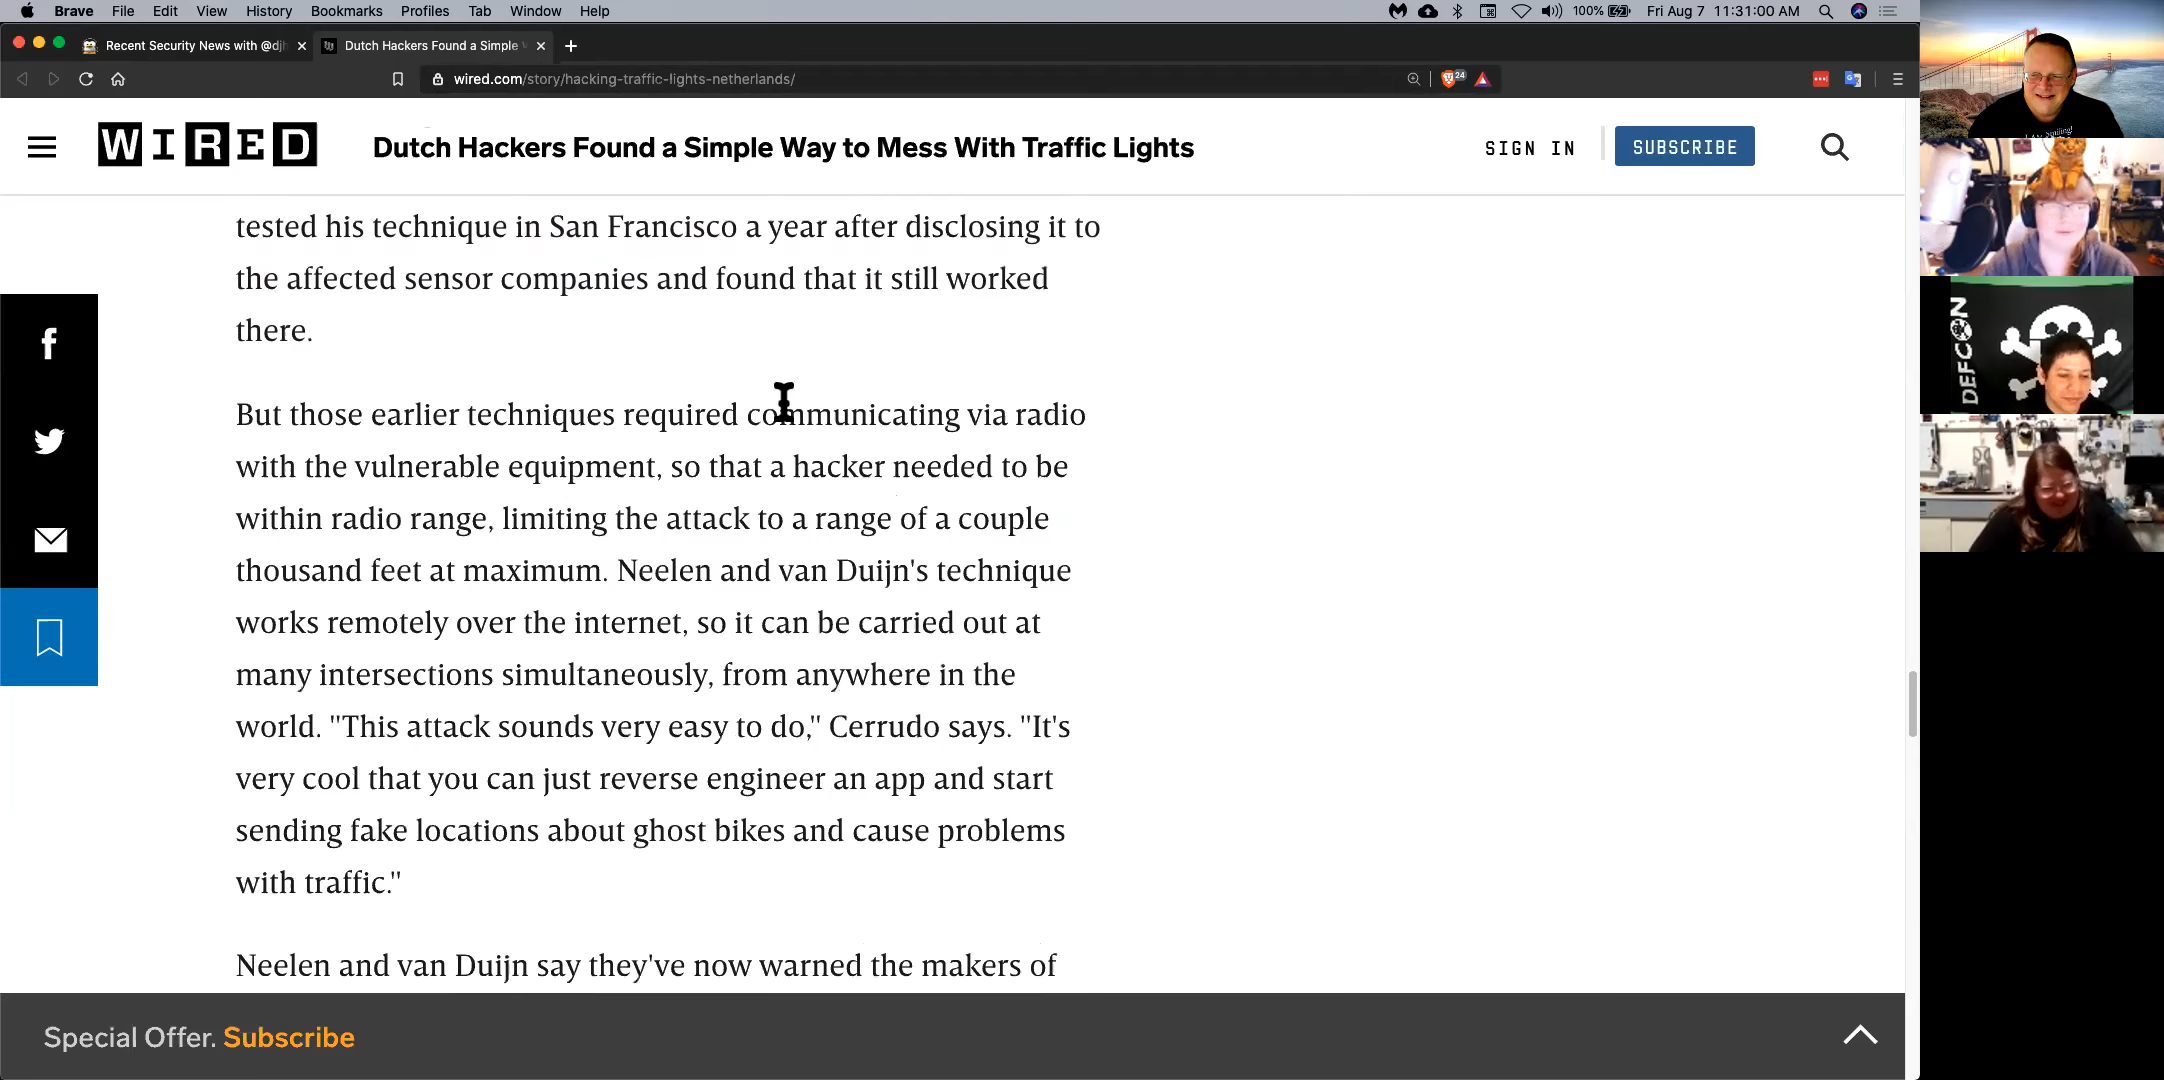 Brave File Edit View History Bookmarks Profiles Tab Window Help 100% Fri Aug 7 11:31:00 AM
Recent Security News with @djh
Dutch Hackers Found a Simple
wired.com/story/hacking-traffic-lights-netherlands/
24
WIRED
Dutch Hackers Found a Simple Way to Mess With Traffic Lights
SIGN IN
SUBSCRIBE
tested his technique in San Francisco a year after disclosing it to
the affected sensor companies and found that it still worked
there.
But those earlier techniques required communicating via radio
with the vulnerable equipment, so that a hacker needed to be
within radio range, limiting the attack to a range of a couple
thousand feet at maximum. Neelen and van Duijn's technique
works remotely over the internet, so it can be carried out at
many intersections simultaneously, from anywhere in the
world. "This attack sounds very easy to do," Cerrudo says. "It's
very cool that you can just reverse engineer an app and start
sending fake locations about ghost bikes and cause problems
with traffic."
Neelen and van Duijn say they've now warned the makers of
Special Offer. Subscribe
DEFCON